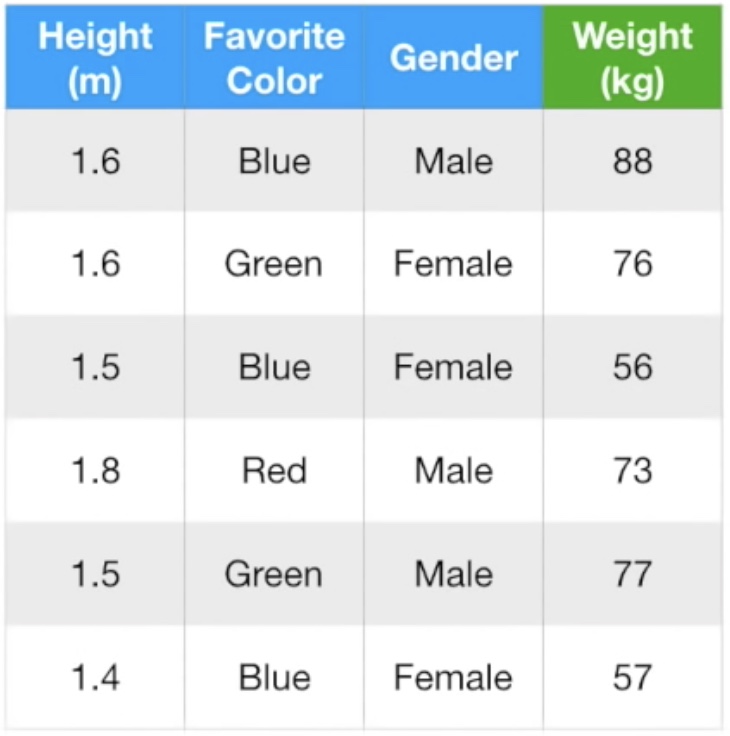 Height (m) Favorite Color Gender Weight (kg)
1.6 Blue Male 88
1.6 Green Female 76
1.5 Blue Female 56
1.8 Red Male 73
1.5 Green Male 77
1.4 Blue Female 57